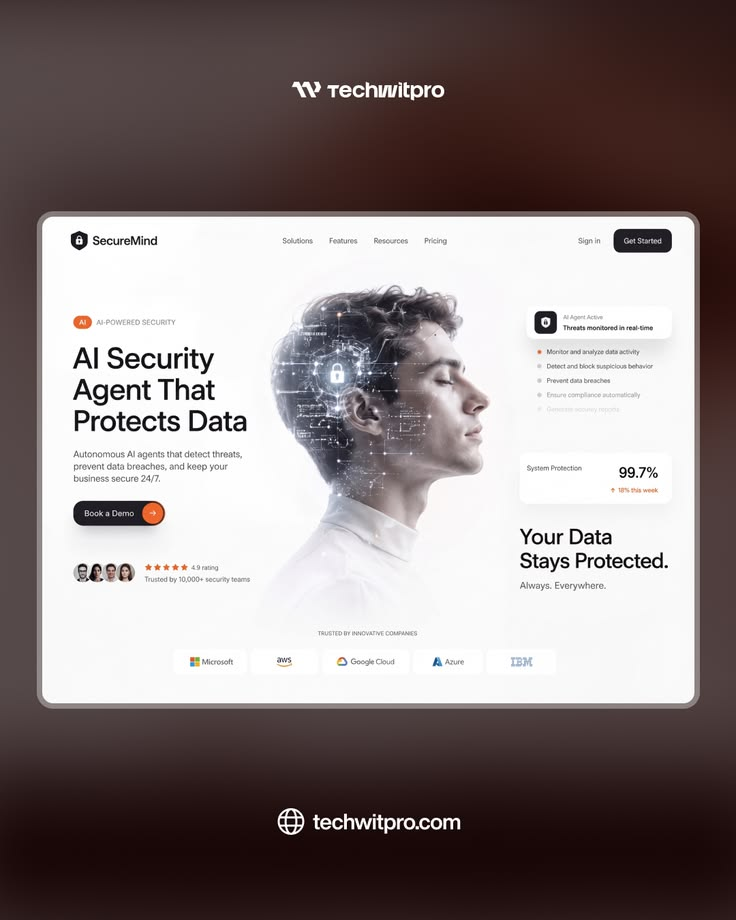 Techwitpro
SecureMind
Solutions
Features
Resources
Pricing
Sign in
Get Started
AI
AI-POWERED SECURITY
AI Security
Agent That
Protects Data
Autonomous AI agents that detect threats,
prevent data breaches, and keep your
business secure 24/7.
Book a Demo
4.9 rating
Trusted by 10,000+ security teams
AI Agent Active
Threats monitored in real-time
Monitor and analyze data activity
Detect and block suspicious behavior
Prevent data breaches
Ensure compliance automatically
Generate security reports
System Protection
99.7%
↑ 18% this week
Your Data
Stays Protected.
Always. Everywhere.
TRUSTED BY INNOVATIVE COMPANIES
Microsoft
aws
Google Cloud
Azure
IBM
techwitpro.com